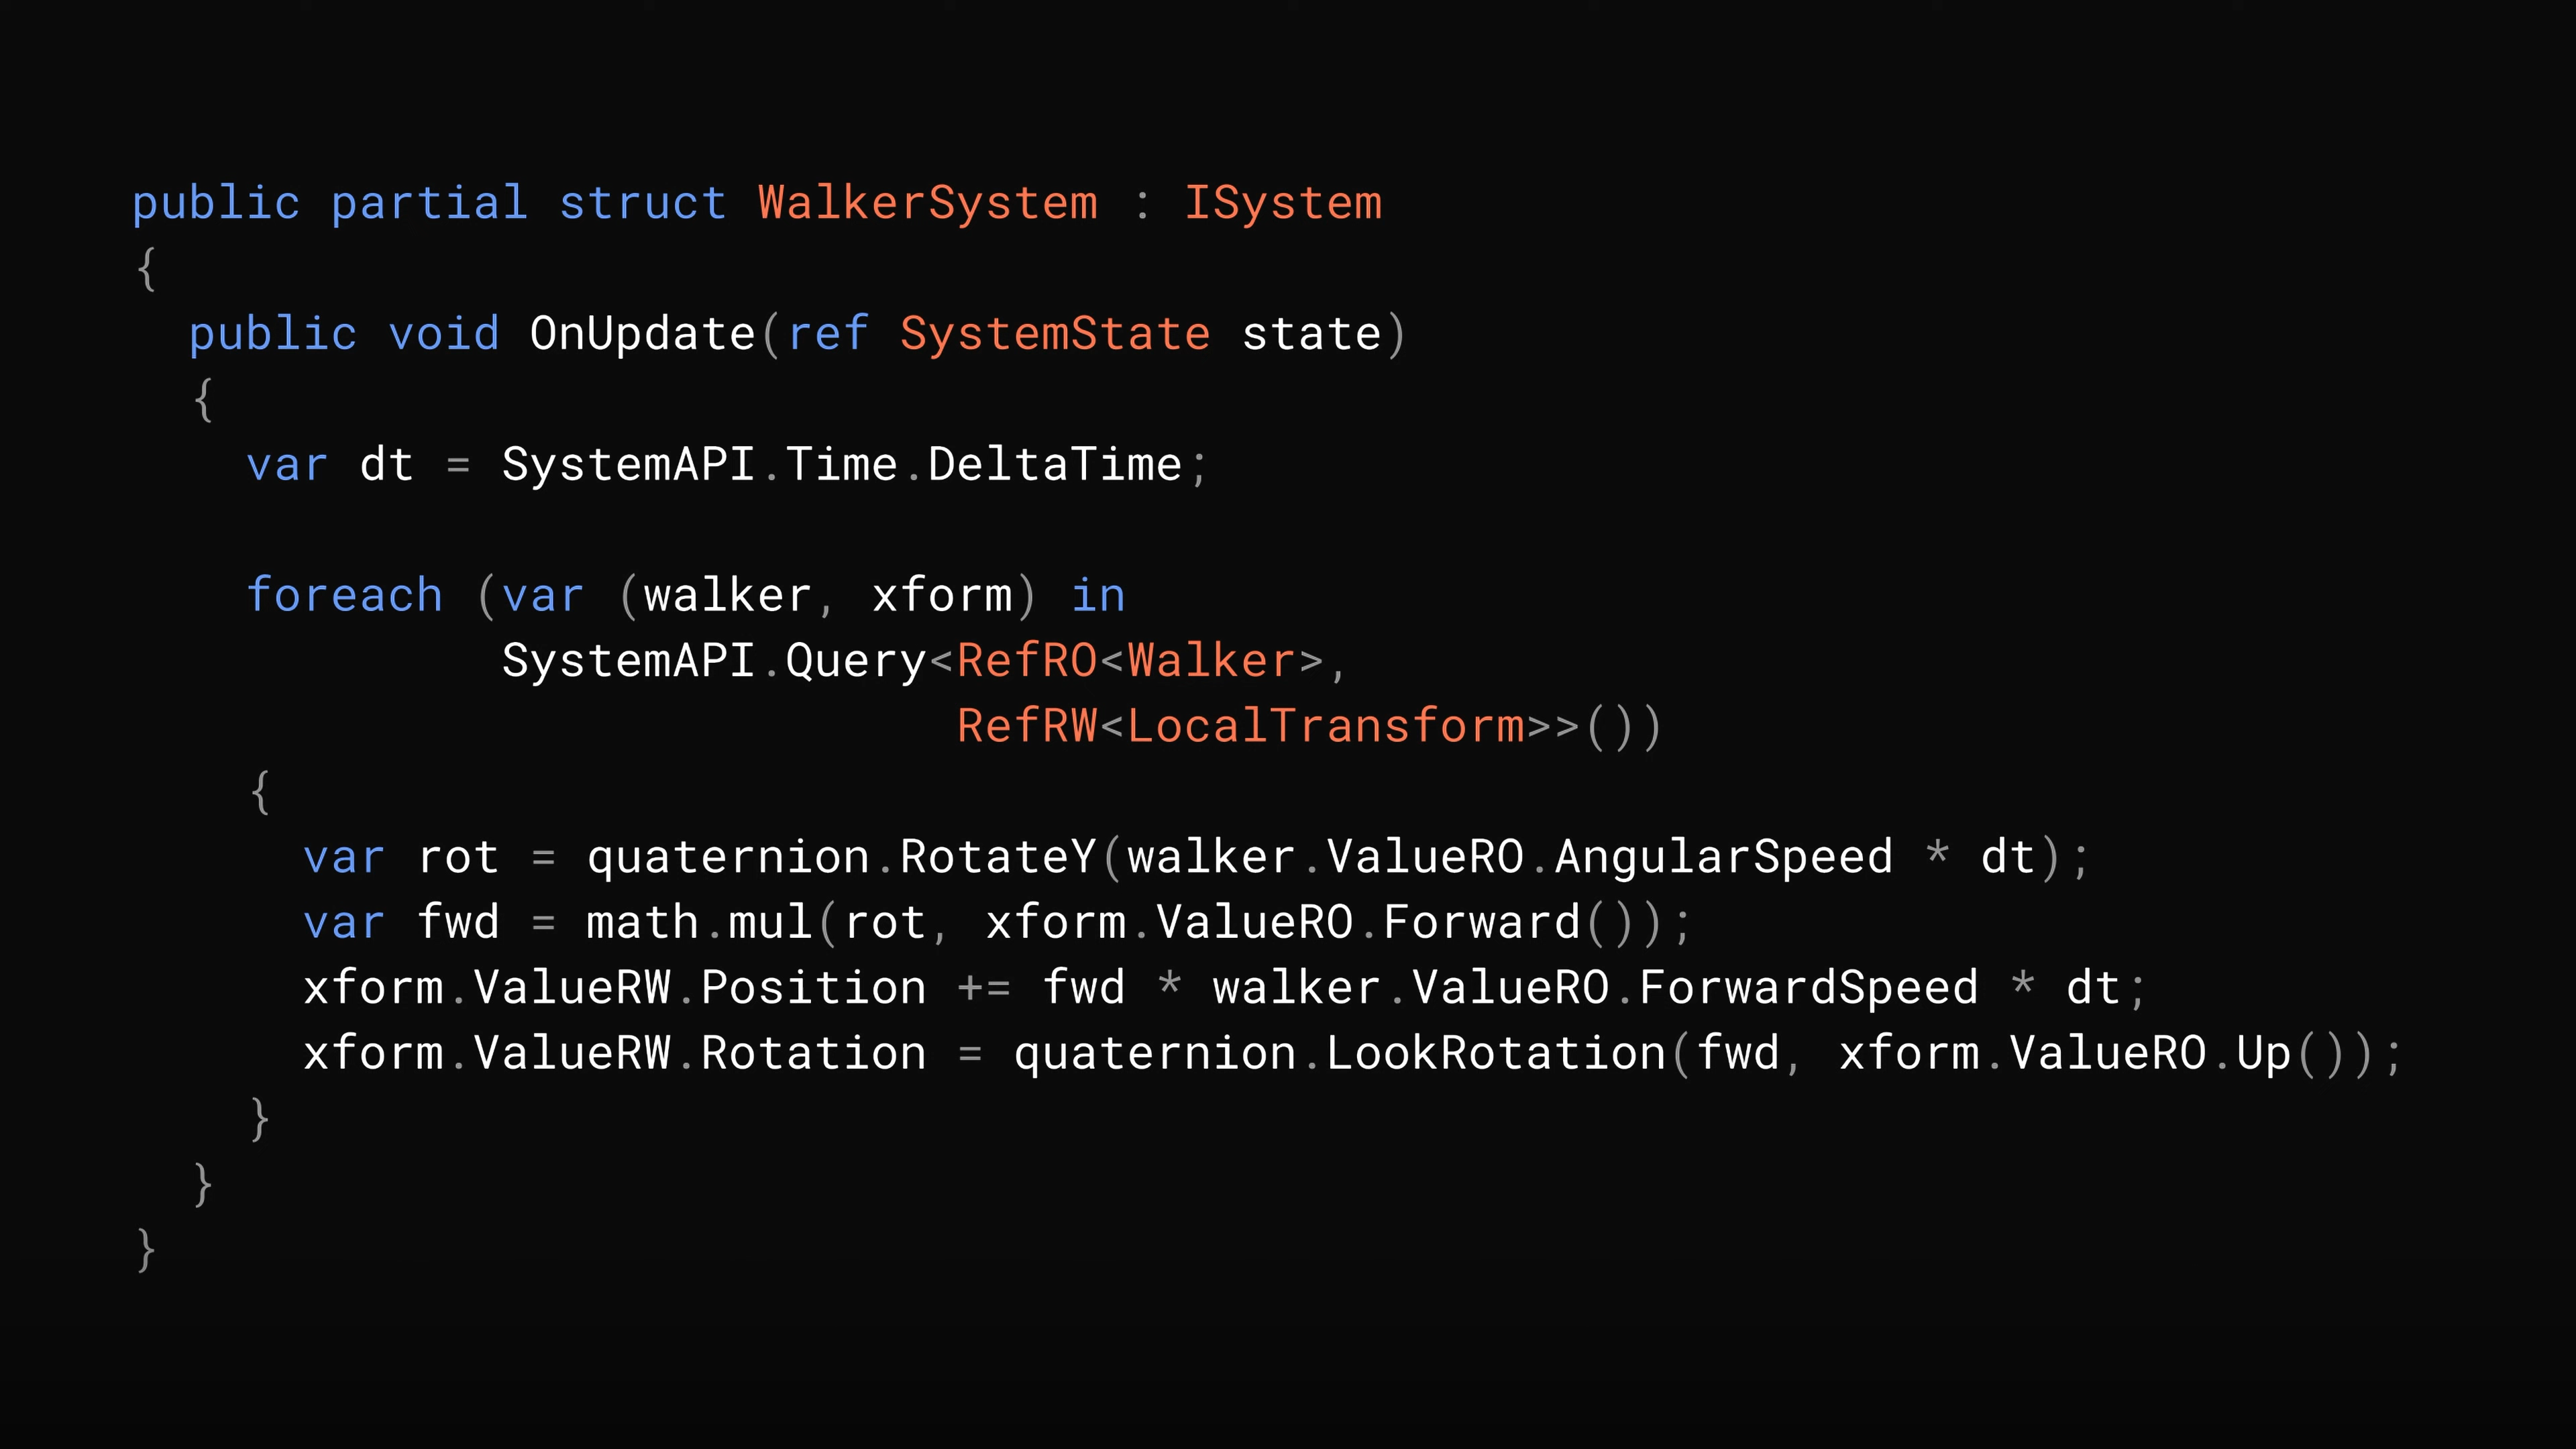 public partial struct WalkerSystem : ISystem
{
  public void OnUpdate(ref SystemState state)
  {
    var dt = SystemAPI.Time.DeltaTime;

    foreach (var (walker, xform) in
             SystemAPI.Query<RefRO<Walker>,
                             RefRW<LocalTransform>>())
    {
      var rot = quaternion.RotateY(walker.ValueRO.AngularSpeed * dt);
      var fwd = math.mul(rot, xform.ValueRO.Forward());
      xform.ValueRW.Position += fwd * walker.ValueRO.ForwardSpeed * dt;
      xform.ValueRW.Rotation = quaternion.LookRotation(fwd, xform.ValueRO.Up());
    }
  }
}